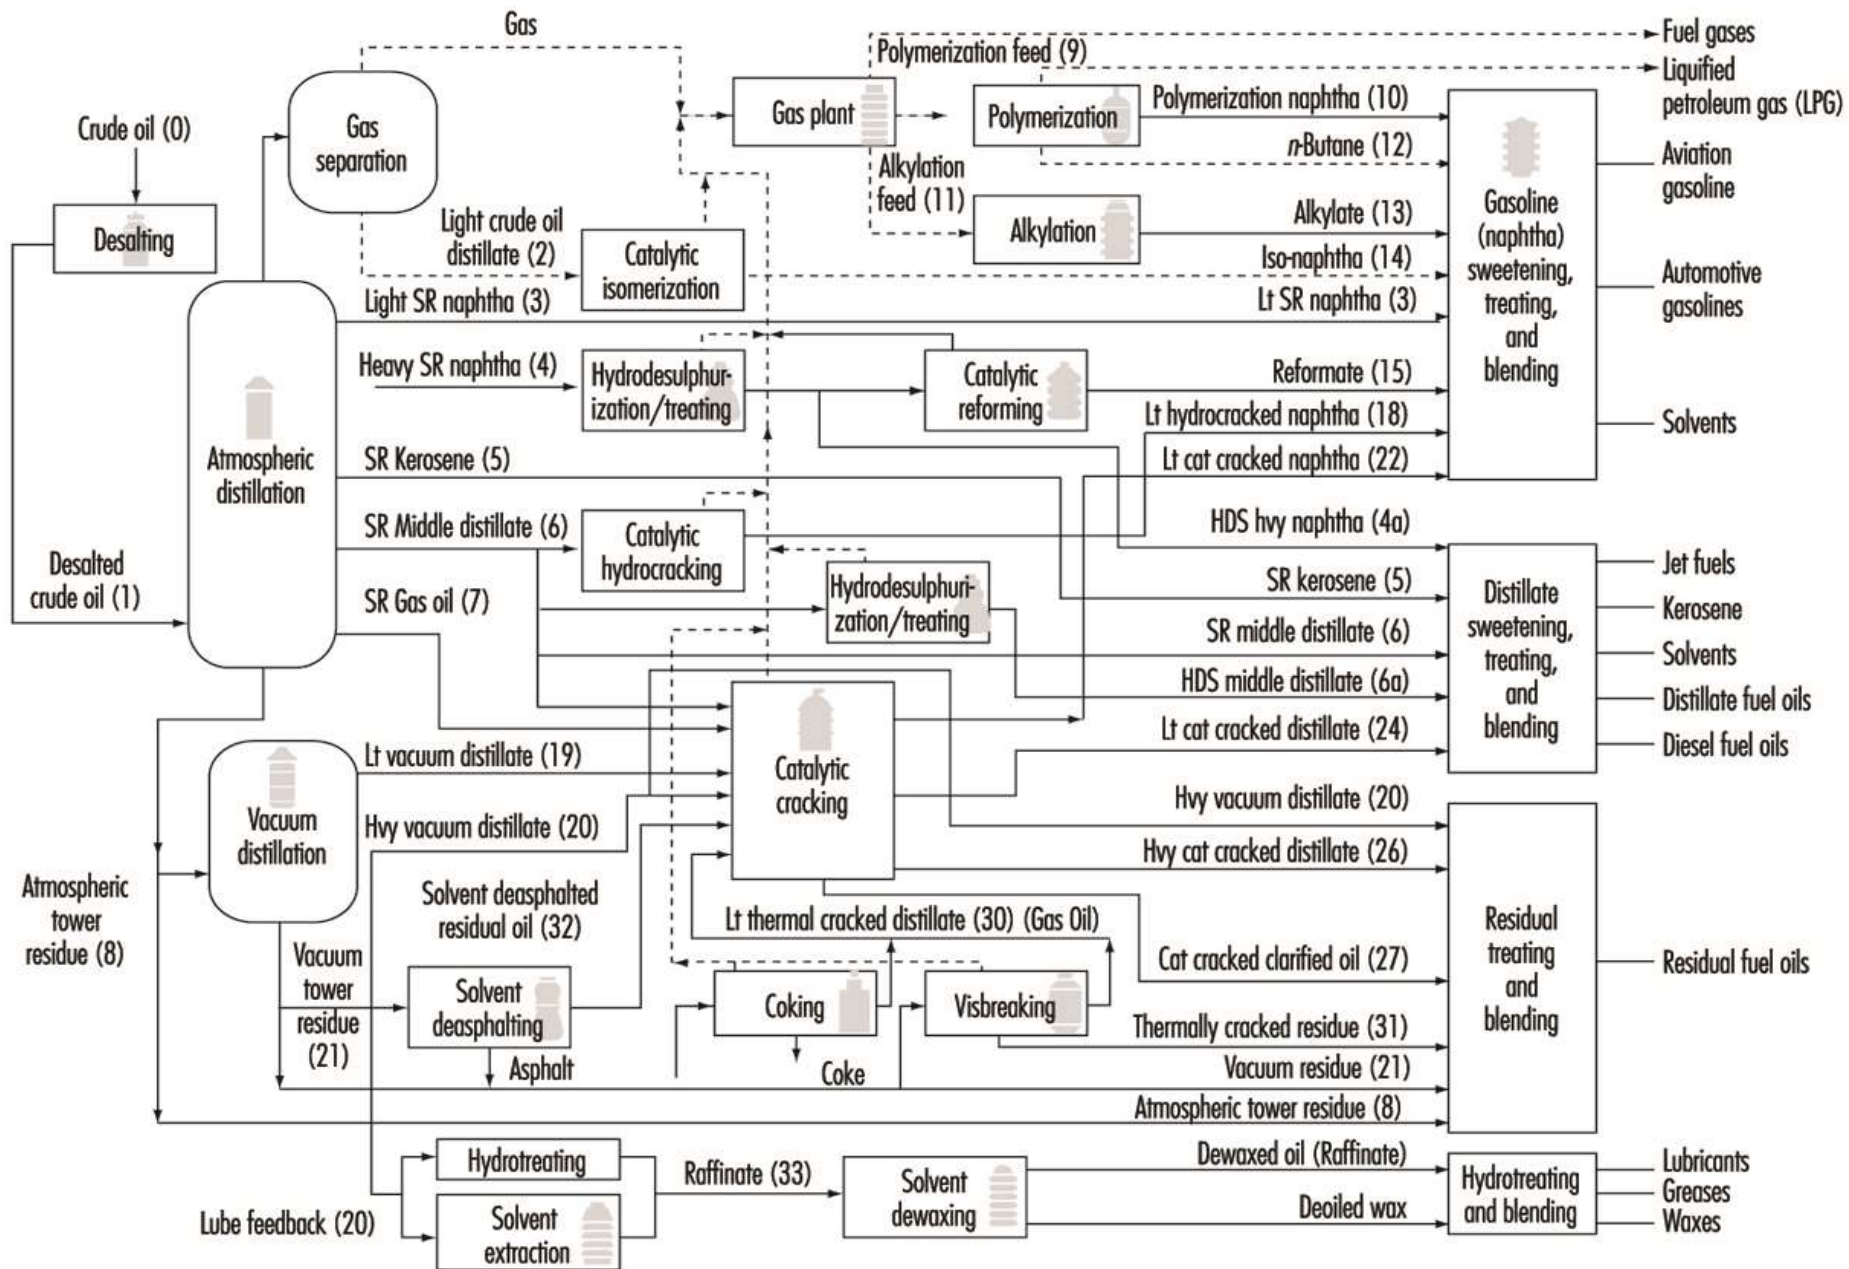 Gas
Fuel gases
Polymerization feed (9)
Liquified
petroleum gas (LPG)
Crude oil (0)
Gas
separation
Gas plant
Polymerization
Polymerization naphtha (10)
n-Butane (12)
Aviation
gasoline
Alkylation
feed (11)
Desalting
Light crude oil
distillate (2)
Catalytic
isomerization
Alkylation
Alkylate (13)
Iso-naphtha (14)
Gasoline
(naphtha)
sweetening,
treating,
and
blending
Automotive
gasolines
Light SR naphtha (3)
Lt SR naphtha (3)
Heavy SR naphtha (4)
Hydrodesulphur-
ization/treating
Catalytic
reforming
Reformate (15)
Lt hydrocracked naphtha (18)
Solvents
Atmospheric
distillation
SR Kerosene (5)
Lt cat cracked naphtha (22)
SR Middle distillate (6)
Catalytic
hydrocracking
HDS hvy naphtha (4a)
Desalted
crude oil (1)
SR Gas oil (7)
Hydrodesulphuri-
zation/treating
SR kerosene (5)
SR middle distillate (6)
HDS middle distillate (6a)
Distillate
sweetening,
treating,
and
blending
Jet fuels
Kerosene
Solvents
Distillate fuel oils
Diesel fuel oils
Lt cat cracked distillate (24)
Lt vacuum distillate (19)
Catalytic
cracking
Vacuum
distillation
Hvy vacuum distillate (20)
Hvy vacuum distillate (20)
Hvy cat cracked distillate (26)
Atmospheric
tower
residue (8)
Solvent deasphalted
residual oil (32)
Lt thermal cracked distillate (30) (Gas Oil)
Cat cracked clarified oil (27)
Residual
treating
and
blending
Residual fuel oils
Vacuum
tower
residue
(21)
Solvent
deasphalting
Coking
Visbreaking
Thermally cracked residue (31)
Asphalt
Coke
Vacuum residue (21)
Atmospheric tower residue (8)
Hydrotreating
Raffinate (33)
Solvent
dewaxing
Dewaxed oil (Raffinate)
Deoiled wax
Hydrotreating
and blending
Lubricants
Greases
Waxes
Lube feedback (20)
Solvent
extraction